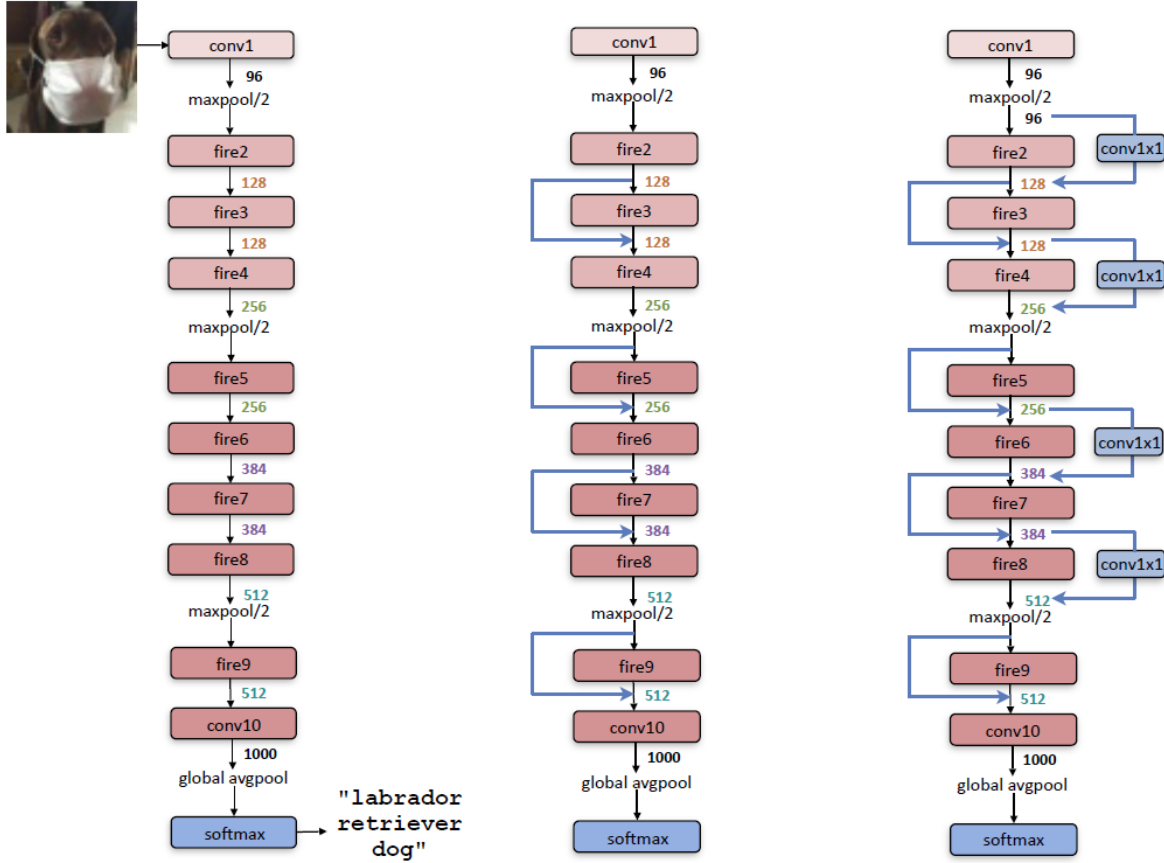 conv1
96
maxpool/2
fire2
128
fire3
128
fire4
256
maxpool/2
fire5
256
fire6
384
fire7
384
fire8
512
maxpool/2
fire9
512
conv10
1000
global avgpool
softmax
"labrador
retriever
dog"
conv1
96
maxpool/2
fire2
128
fire3
128
fire4
256
maxpool/2
fire5
256
fire6
384
fire7
384
fire8
512
maxpool/2
fire9
512
conv10
1000
global avgpool
softmax
conv1
96
maxpool/2
96
conv1x1
fire2
128
fire3
128
conv1x1
fire4
256
maxpool/2
fire5
256
conv1x1
fire6
384
fire7
384
conv1x1
fire8
512
maxpool/2
fire9
512
conv10
1000
global avgpool
softmax